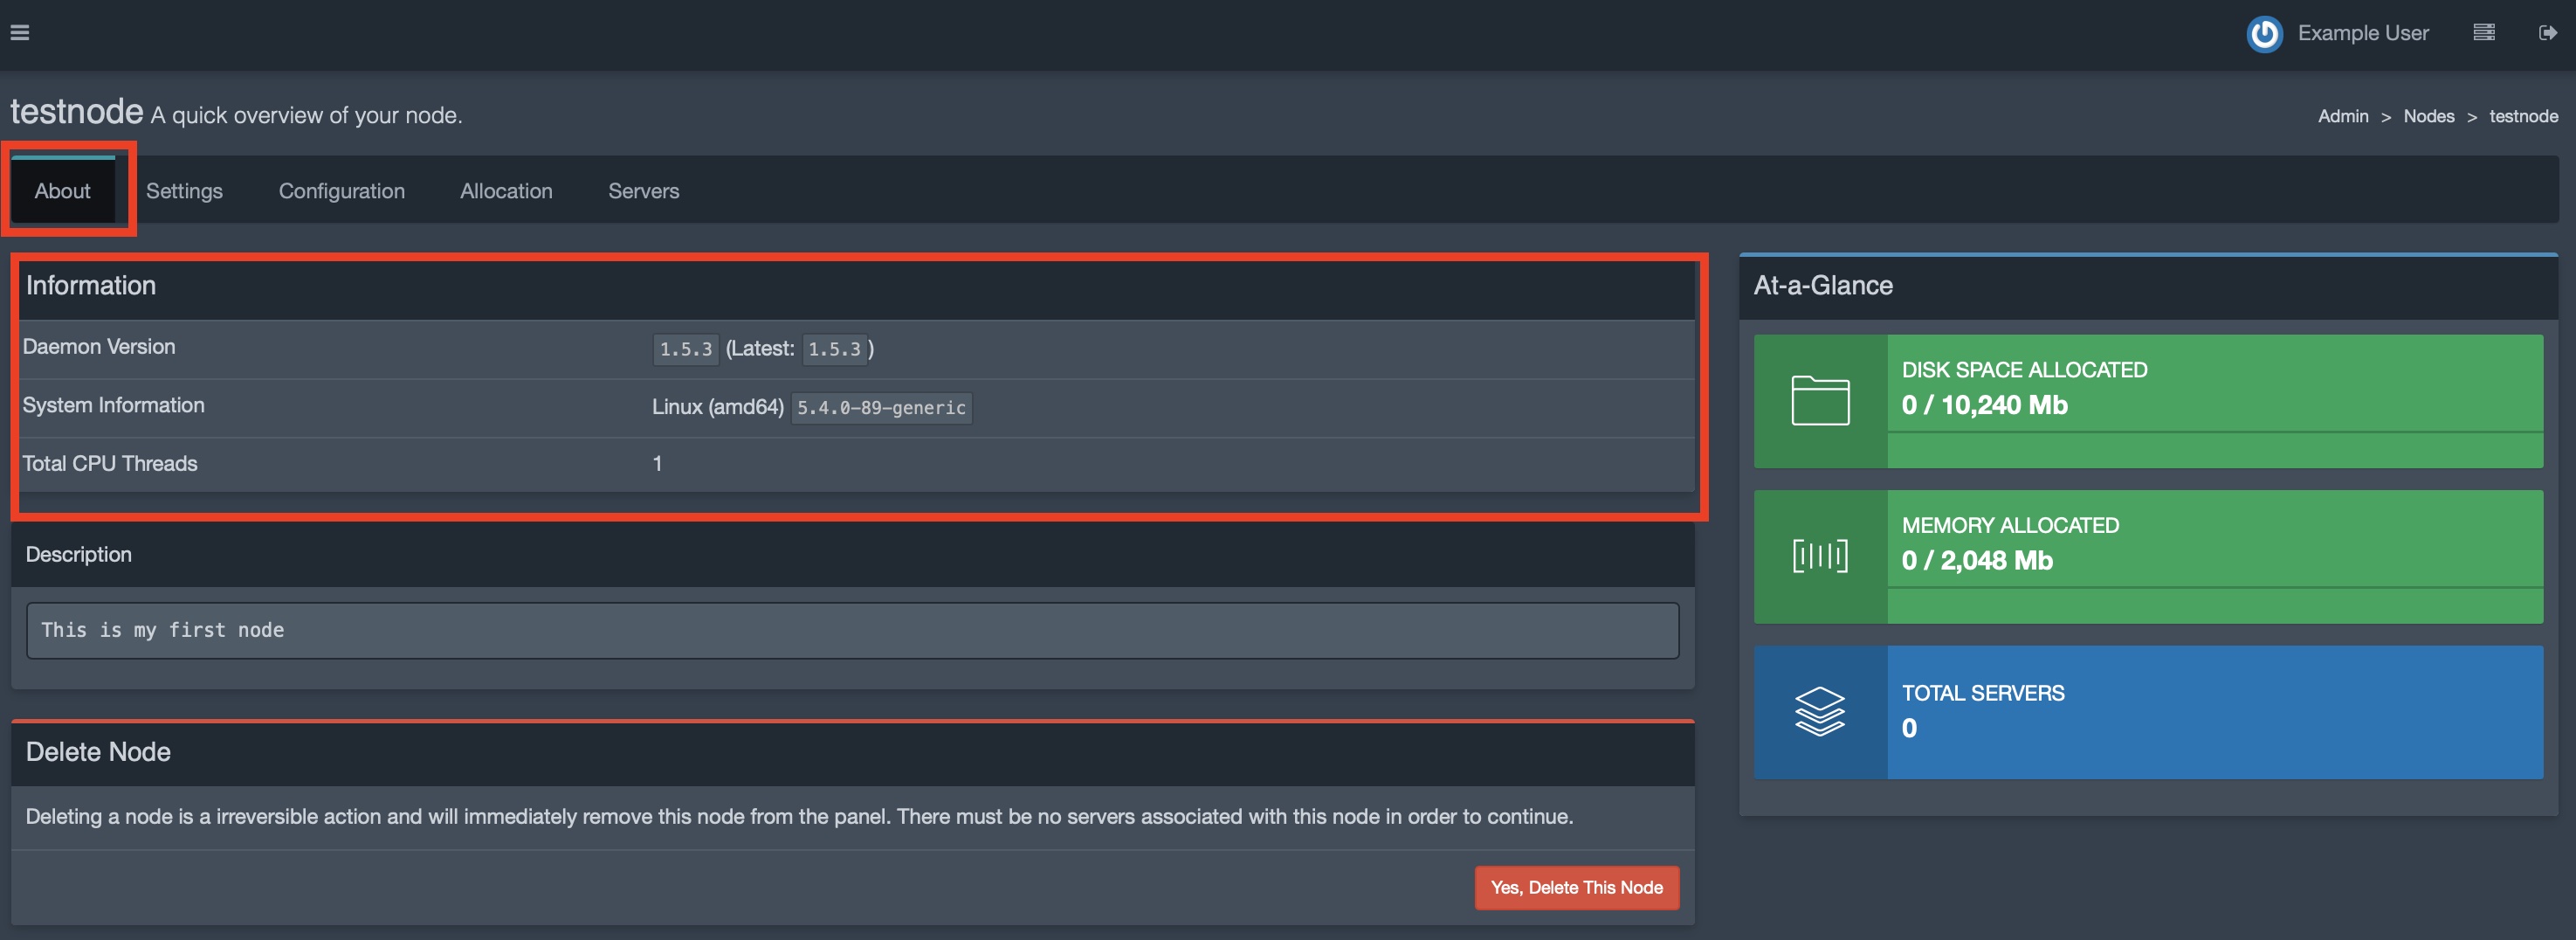 Example User
testnode A quick overview of your node.
Admin > Nodes > testnode
About Settings Configuration Allocation Servers
Information
Daemon Version 1.5.3 (Latest: 1.5.3)
System Information Linux (amd64) 5.4.0-89-generic
Total CPU Threads 1
Description
This is my first node
Delete Node
Deleting a node is a irreversible action and will immediately remove this node from the panel. There must be no servers associated with this node in order to continue.
Yes, Delete This Node
At-a-Glance
DISK SPACE ALLOCATED
0 / 10,240 Mb
MEMORY ALLOCATED
0 / 2,048 Mb
TOTAL SERVERS
0